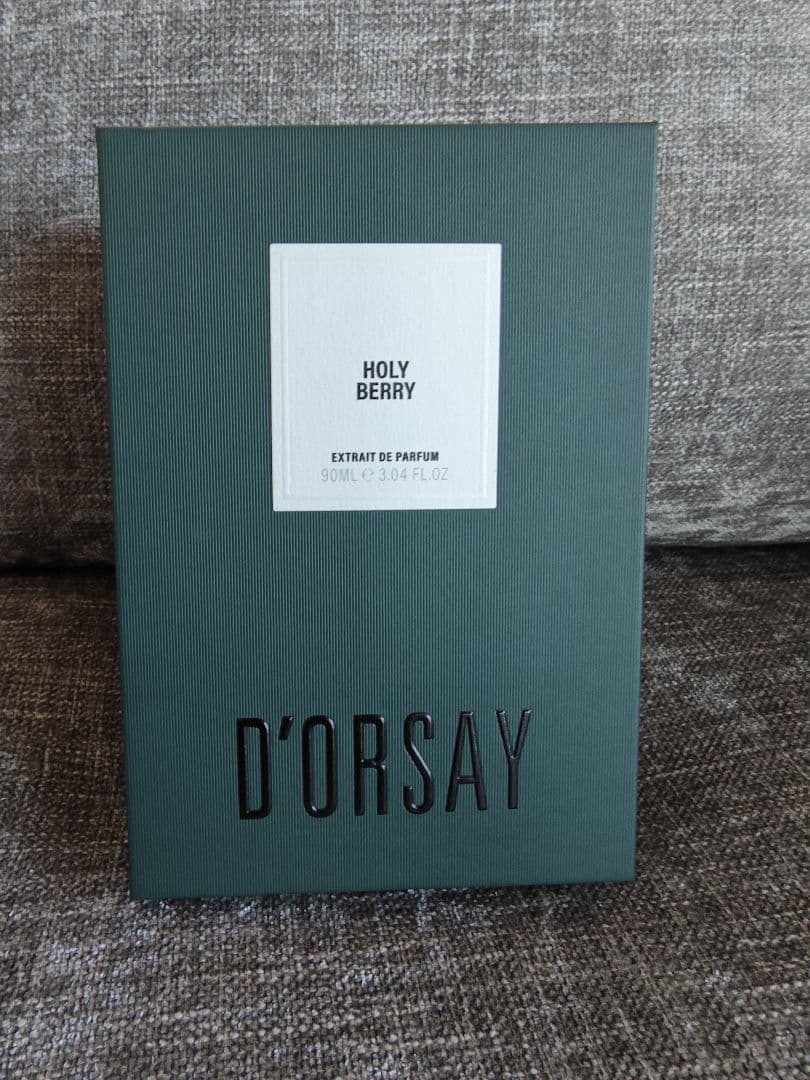 HOLY
BERRY
EXTRAIT DE PARFUM
90ML ℮ 3.04 FL.OZ
D'ORSAY